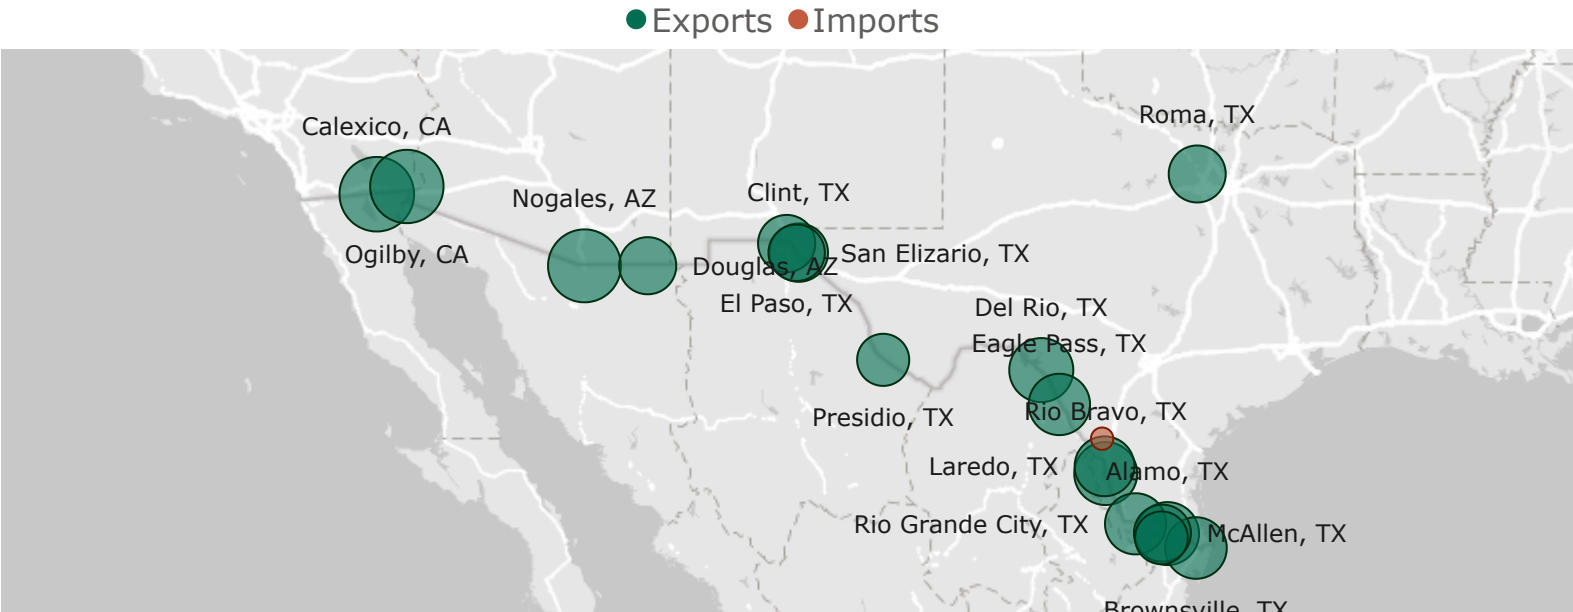 Exports Imports
Roma, TX
Calexico, CA
Clint, TX
Nogales, AZ
Ogilby, CA
San Elizario, TX
Douglas, AZ
El Paso, TX
Del Rio, TX
Eagle Pass, TX
Rio Bravo, TX
Presidio, TX
Laredo, TX
Alamo, TX
Rio Grande City, TX
McAllen, TX
Brownsville, TX